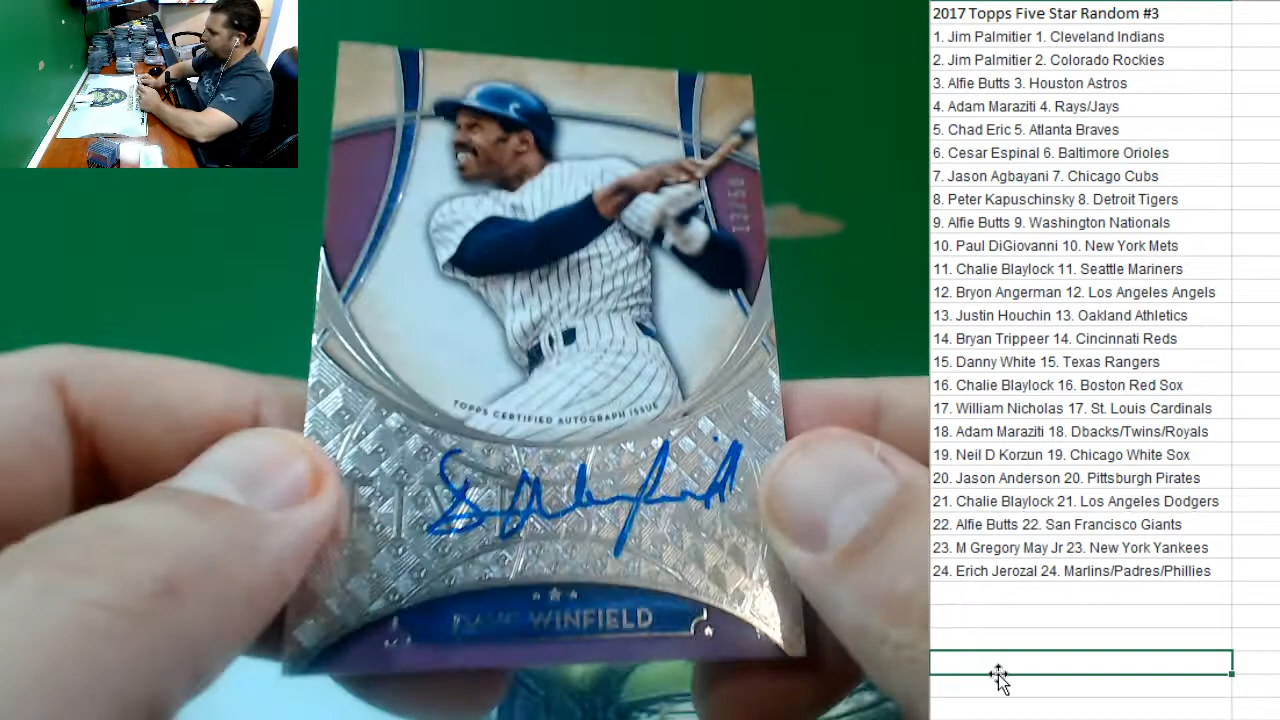 2017 Topps Five Star Random #3
1. Jim Palmitier 1. Cleveland Indians
2. Jim Palmitier 2. Colorado Rockies
3. Alfie Butts 3. Houston Astros
4. Adam Maraziti 4. Rays/Jays
5. Chad Eric 5. Atlanta Braves
6. Cesar Espinal 6. Baltimore Orioles
7. Jason Agbayani 7. Chicago Cubs
8. Peter Kapuschinsky 8. Detroit Tigers
9. Alfie Butts 9. Washington Nationals
10. Paul DiGiovanni 10. New York Mets
11. Chalie Blaylock 11. Seattle Mariners
12. Bryon Angerman 12. Los Angeles Angels
13. Justin Houchin 13. Oakland Athletics
14. Bryan Trippeer 14. Cincinnati Reds
15. Danny White 15. Texas Rangers
16. Chalie Blaylock 16. Boston Red Sox
17. William Nicholas 17. St. Louis Cardinals
18. Adam Maraziti 18. Dbacks/Twins/Royals
19. Neil D Korzun 19. Chicago White Sox
20. Jason Anderson 20. Pittsburgh Pirates
21. Chalie Blaylock 21. Los Angeles Dodgers
22. Alfie Butts 22. San Francisco Giants
23. M Gregory May Jr 23. New York Yankees
24. Erich Jerozal 24. Marlins/Padres/Phillies
TOPPS CERTIFIED AUTOGRAPH ISSUE
WINFIELD